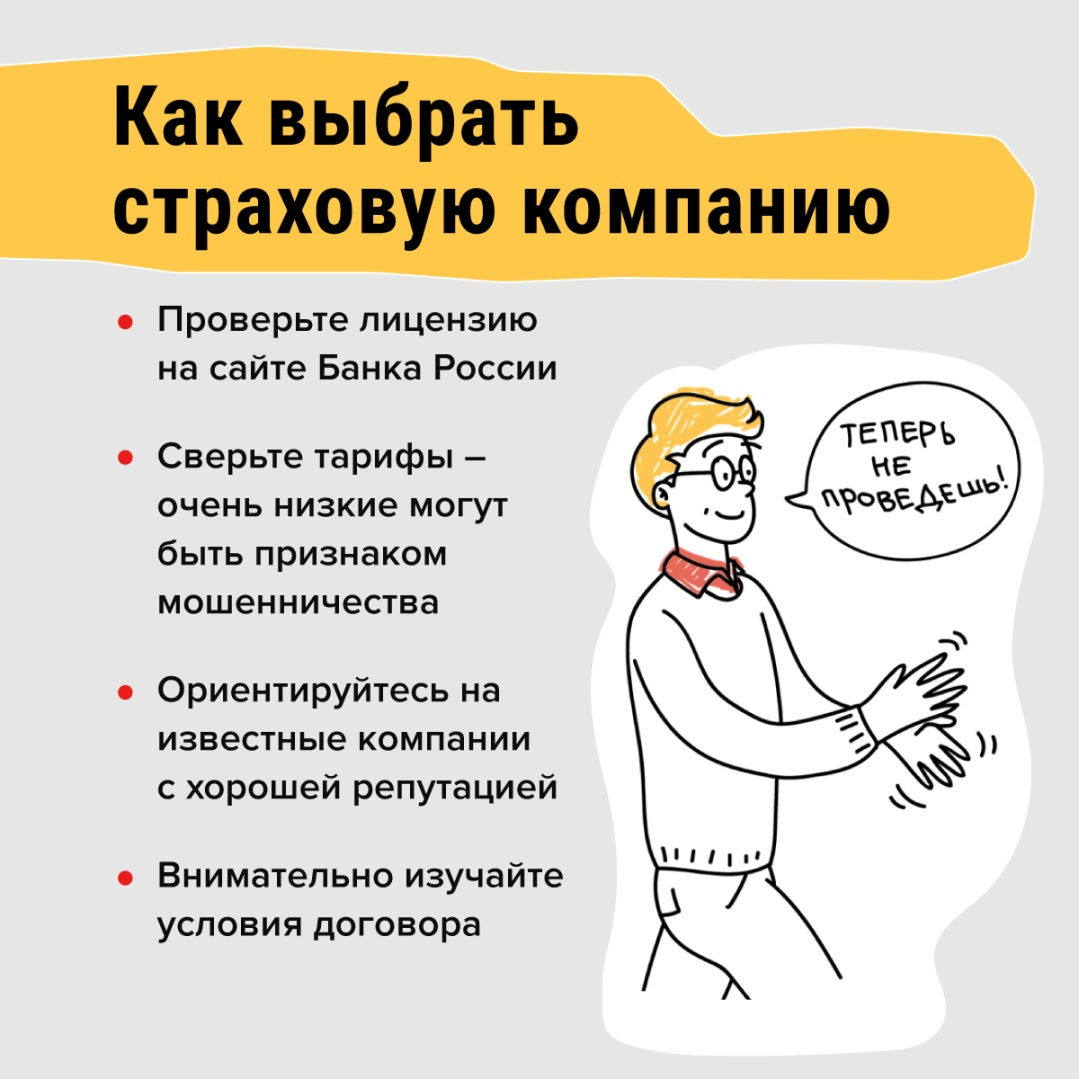 Как выбрать
страховую компанию
• Проверьте лицензию
на сайте Банка России
• Сверьте тарифы –
очень низкие могут
быть признаком
мошенничества
• Ориентируйтесь на
известные компании
с хорошей репутацией
• Внимательно изучайте
условия договора
ТЕПЕРЬ
НЕ
ПРОВЕДЕШЬ!